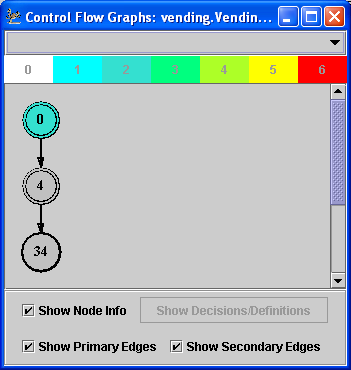 Control Flow Graphs: vending.Vendin...
0 1 2 3 4 5 6
0
4
34
Show Node Info Show Decisions/Definitions
Show Primary Edges Show Secondary Edges